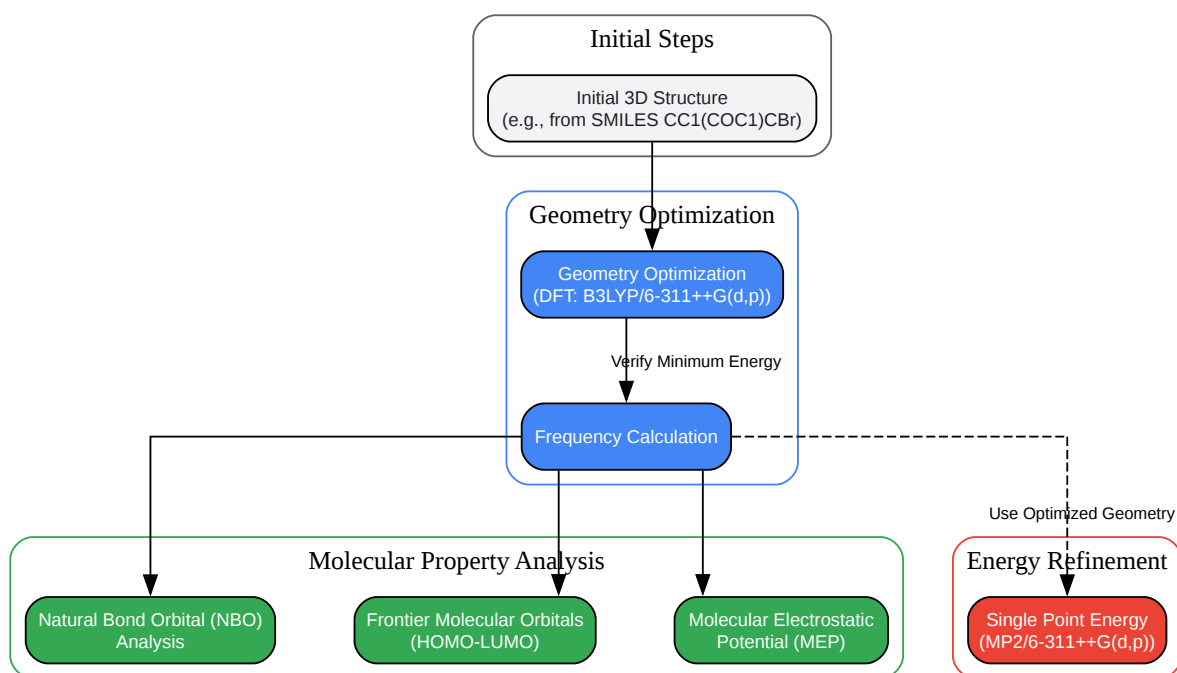 Initial Steps
Initial 3D Structure
(e.g., from SMILES CC1(COC1)CBr)
Geometry Optimization
Geometry Optimization
(DFT: B3LYP/6-311++G(d,p))
Verify Minimum Energy
Frequency Calculation
Use Optimized Geometry
Molecular Property Analysis
Natural Bond Orbital (NBO)
Analysis
Frontier Molecular Orbitals
(HOMO-LUMO)
Molecular Electrostatic
Potential (MEP)
Energy Refinement
Single Point Energy
(MP2/6-311++G(d,p))